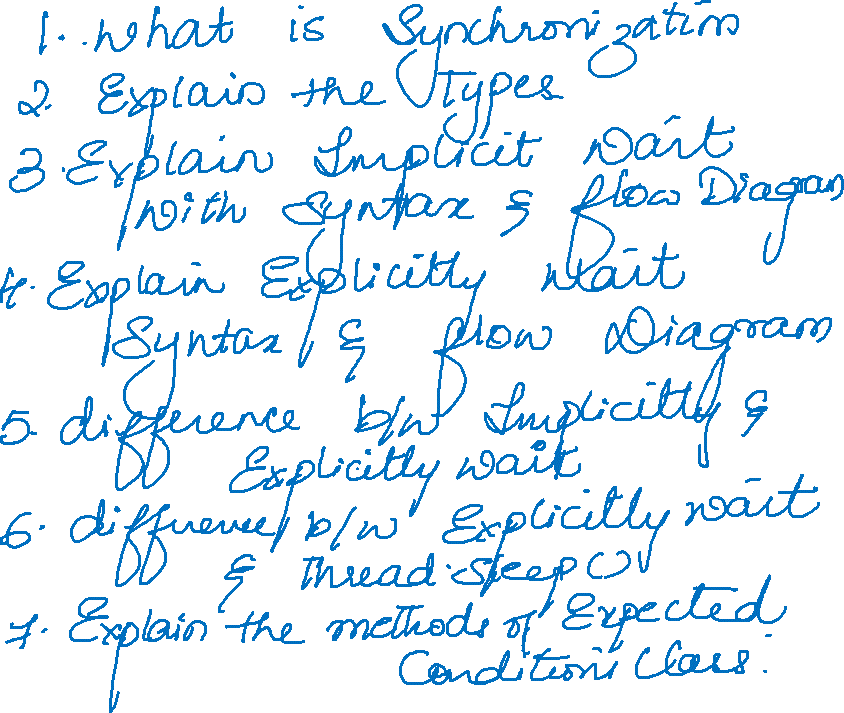 1. What is Synchronization
2. Explain the Types
3. Explain Implicit Wait
With Syntax & flow Diagram
4. Explain Explicitly Wait
Syntax & flow Diagram
5. difference b/w Implicitly &
Explicitly Wait
6. difference b/w Explicitly wait
& Thread.sleep()
7. Explain the methods of Expected
Conditions Class.